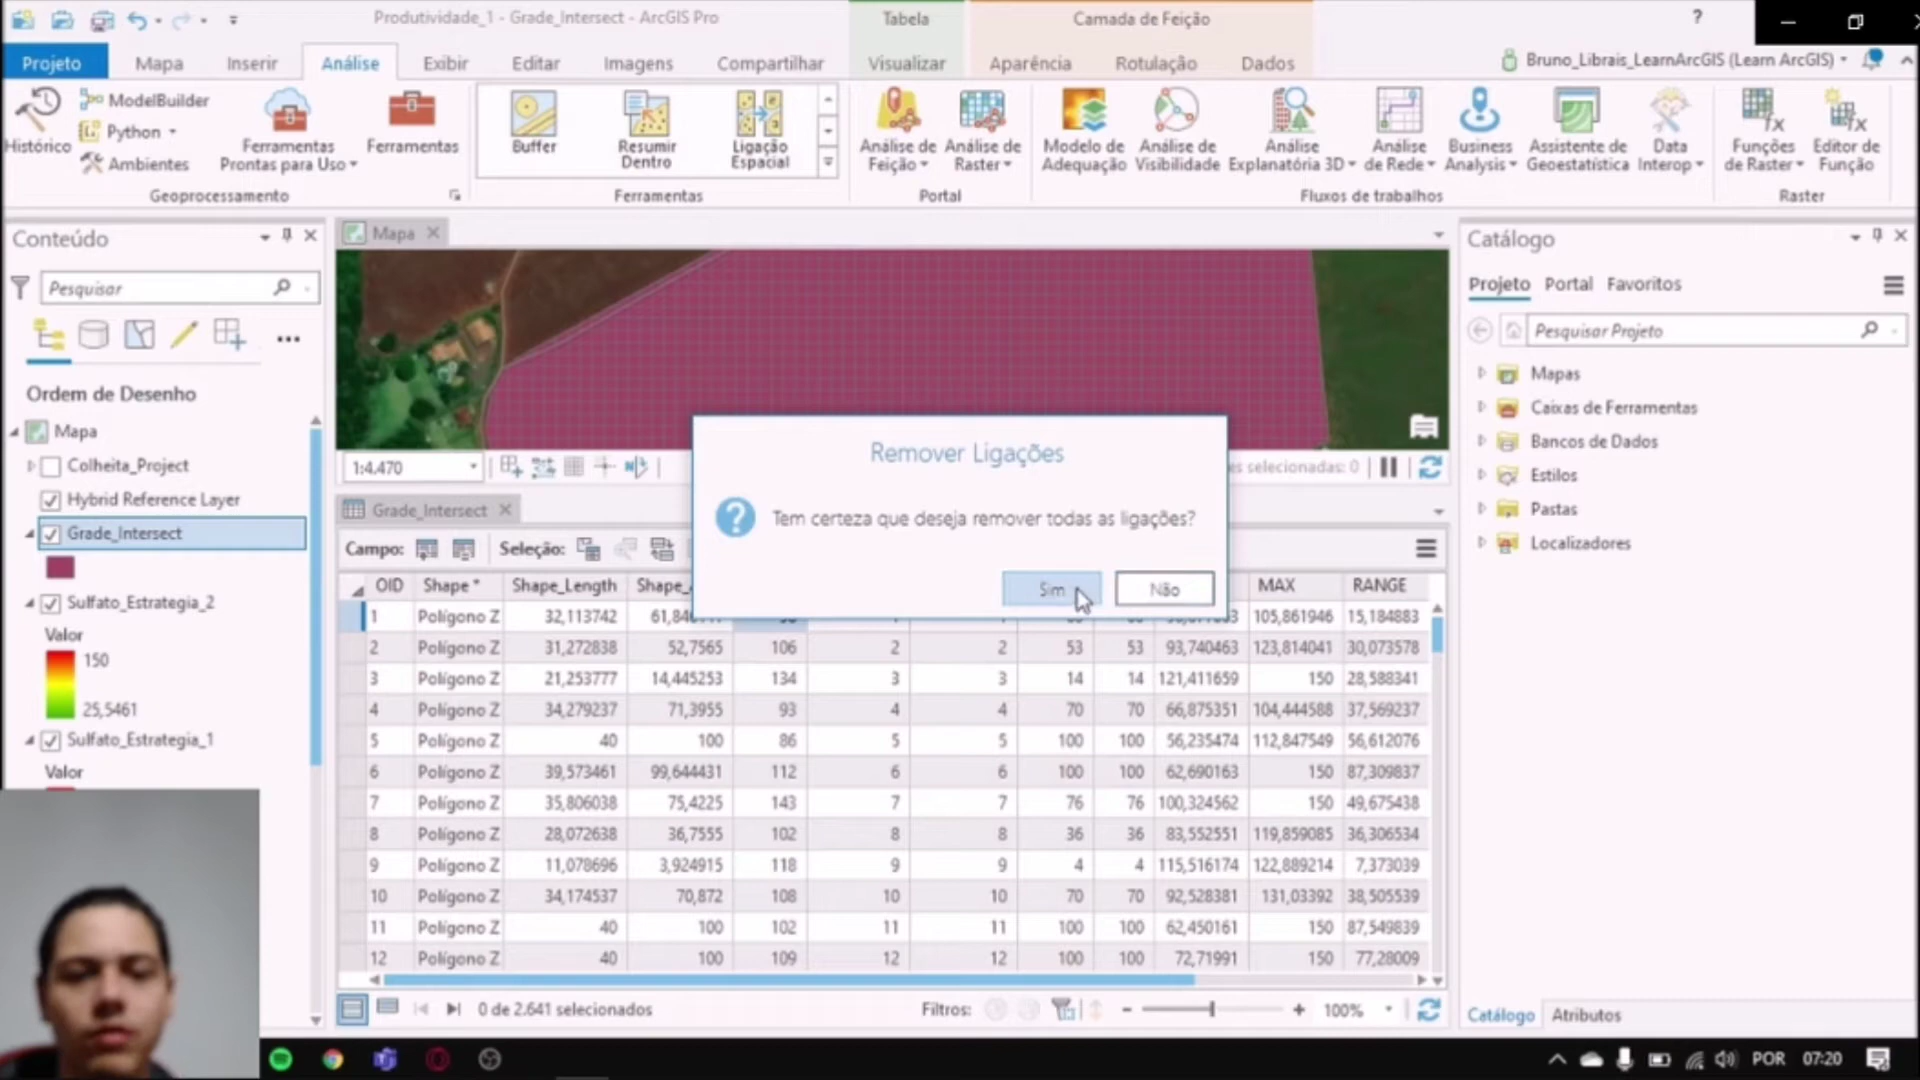 Produtividade_1 - Grade_Intersect - ArcGIS Pro
Tabela
Camada de Feição
?
Projeto
Mapa
Inserir
Análise
Exibir
Editar
Imagens
Compartilhar
Visualizar
Aparência
Rotulação
Dados
Bruno_Librais_LearnArcGIS (Learn ArcGIS)
Histórico
ModelBuilder
Python
Ambientes
Ferramentas
Prontas para Uso
Ferramentas
Buffer
Resumir
Dentro
Ligação
Espacial
Análise de
Feição
Análise de
Raster
Modelo de
Adequação
Análise de
Visibilidade
Análise
Explanatória 3D
Análise
de Rede
Business
Analysis
Assistente de
Geoestatística
Data
Interop
Funções
de Raster
Editor de
Função
Geoprocessamento
Ferramentas
Portal
Fluxos de trabalhos
Raster
Conteúdo
Pesquisar
Ordem de Desenho
Mapa
Colheita_Project
Hybrid Reference Layer
Grade_Intersect
Sulfato_Estrategia_2
Valor
150
25,5461
Sulfato_Estrategia_1
Valor
Mapa
1:4.470
es selecionadas: 0
Remover Ligações
Tem certeza que deseja remover todas as ligações?
Sim
Não
Grade_Intersect
Campo:
Seleção:
OID Shape * Shape_Length Shape_ MAX RANGE
1 Polígono Z 32,113742 105,861946 15,184883
2 Polígono Z 31,272838 52,7565 106 2 2 53 53 93,740463 123,814041 30,073578
3 Polígono Z 21,253777 14,445253 134 3 3 14 14 121,411659 150 28,588341
4 Polígono Z 34,279237 71,3955 93 4 4 70 70 66,875351 104,444588 37,569237
5 Polígono Z 40 100 86 5 5 100 100 56,235474 112,847549 56,612076
6 Polígono Z 39,573461 99,644431 112 6 6 100 100 62,690163 150 87,309837
7 Polígono Z 35,806038 75,4225 143 7 7 76 76 100,324562 150 49,675438
8 Polígono Z 28,072638 36,7555 102 8 8 36 36 83,552551 119,859085 36,306534
9 Polígono Z 11,078696 3,924915 118 9 9 4 4 115,516174 122,889214 7,373039
10 Polígono Z 34,174537 70,872 108 10 10 70 70 92,528381 131,03392 38,505539
11 Polígono Z 40 100 102 11 11 100 100 62,450161 150 87,549839
12 Polígono Z 40 100 109 12 12 100 100 72,71991 150 77,28009
0 de 2.641 selecionados
Filtros:
100%
Catálogo
Projeto
Portal
Favoritos
Pesquisar Projeto
Mapas
Caixas de Ferramentas
Bancos de Dados
Estilos
Pastas
Localizadores
Catálogo
Atributos
POR
07:20